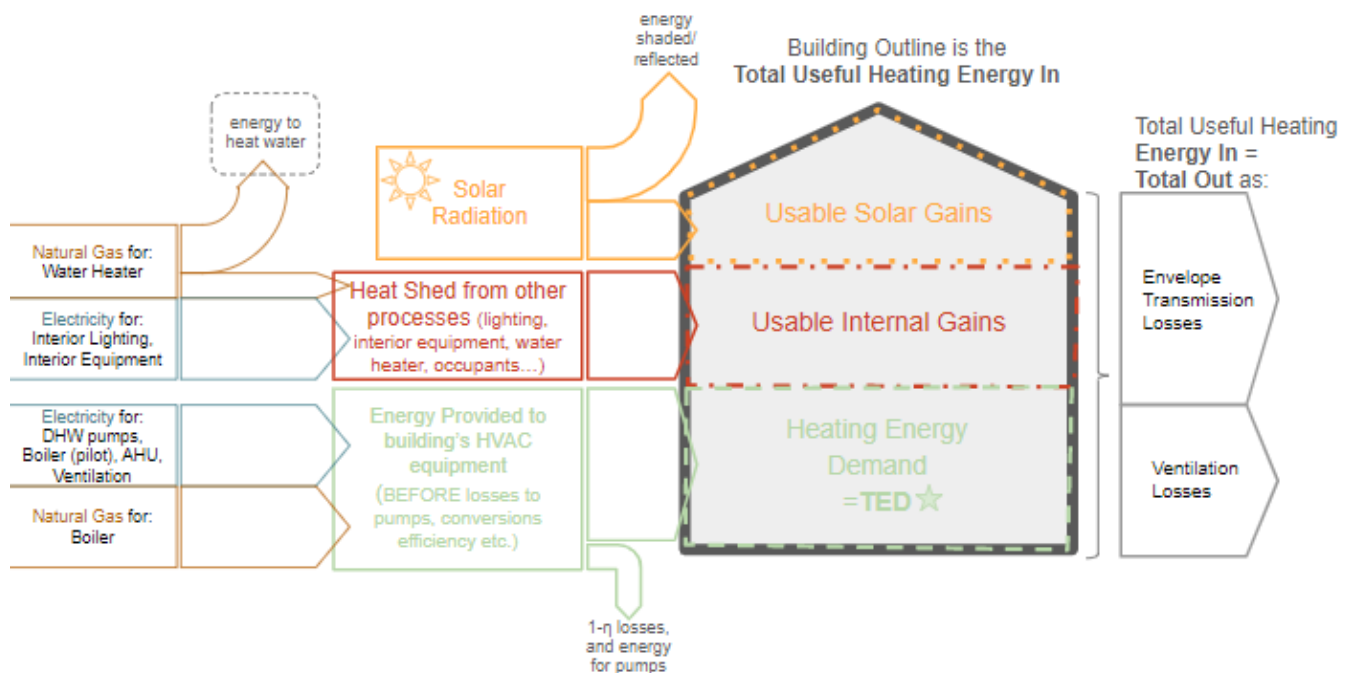 energy
shaded/
reflected
Building Outline is the
Total Useful Heating Energy In
energy to
heat water
Total Useful Heating
Energy In =
Total Out as:
Solar
Radiation
Usable Solar Gains
Natural Gas for:
Water Heater
Heat Shed from other
processes (lighting,
interior equipment, water
heater, occupants...)
Usable Internal Gains
Envelope
Transmission
Losses
Electricity for:
Interior Lighting,
Interior Equipment
Electricity for:
DHW pumps,
Boiler (pilot), AHU,
Ventilation
Energy Provided to
building's HVAC
equipment
(BEFORE losses to
pumps, conversions
efficiency etc.)
Heating Energy
Demand
=TED
Ventilation
Losses
Natural Gas for:
Boiler
1-η losses,
and energy
for pumps